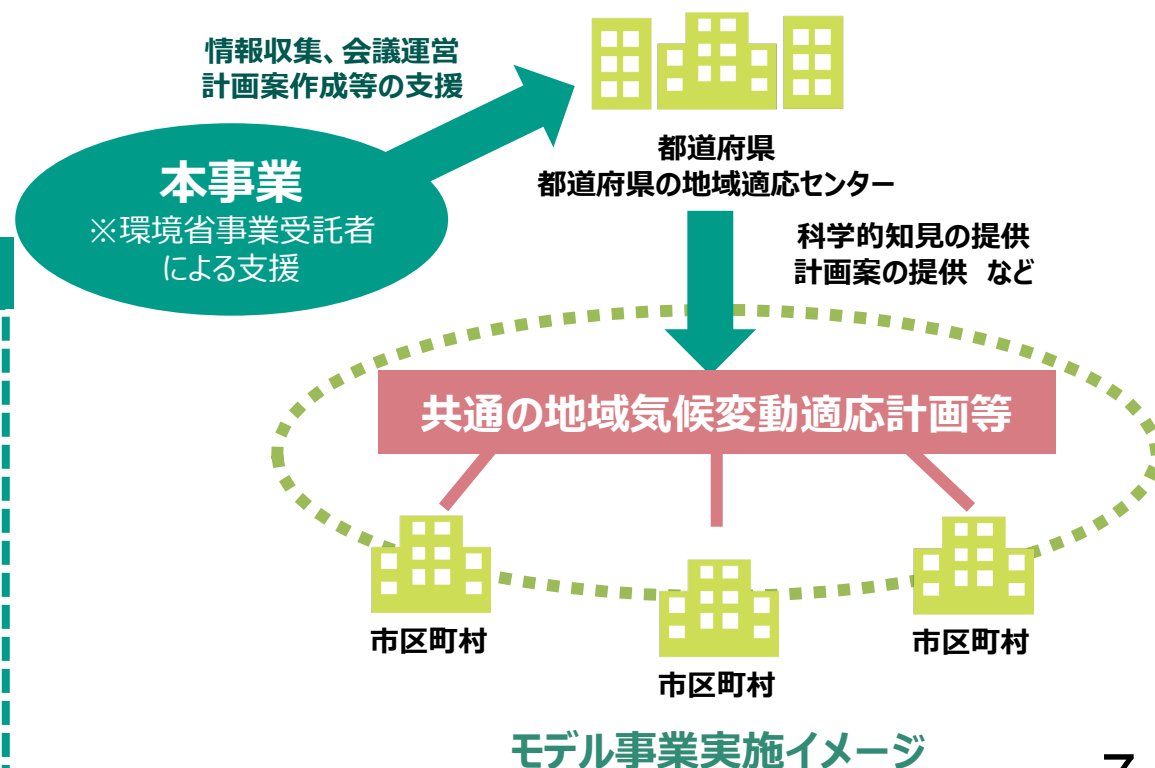 情報収集、会議運営
計画案作成等の支援
本事業
※環境省事業受託者
による支援
都道府県
都道府県の地域適応センター
科学的知見の提供
計画案の提供 など
共通の地域気候変動適応計画等
市区町村
市区町村
市区町村
モデル事業実施イメージ